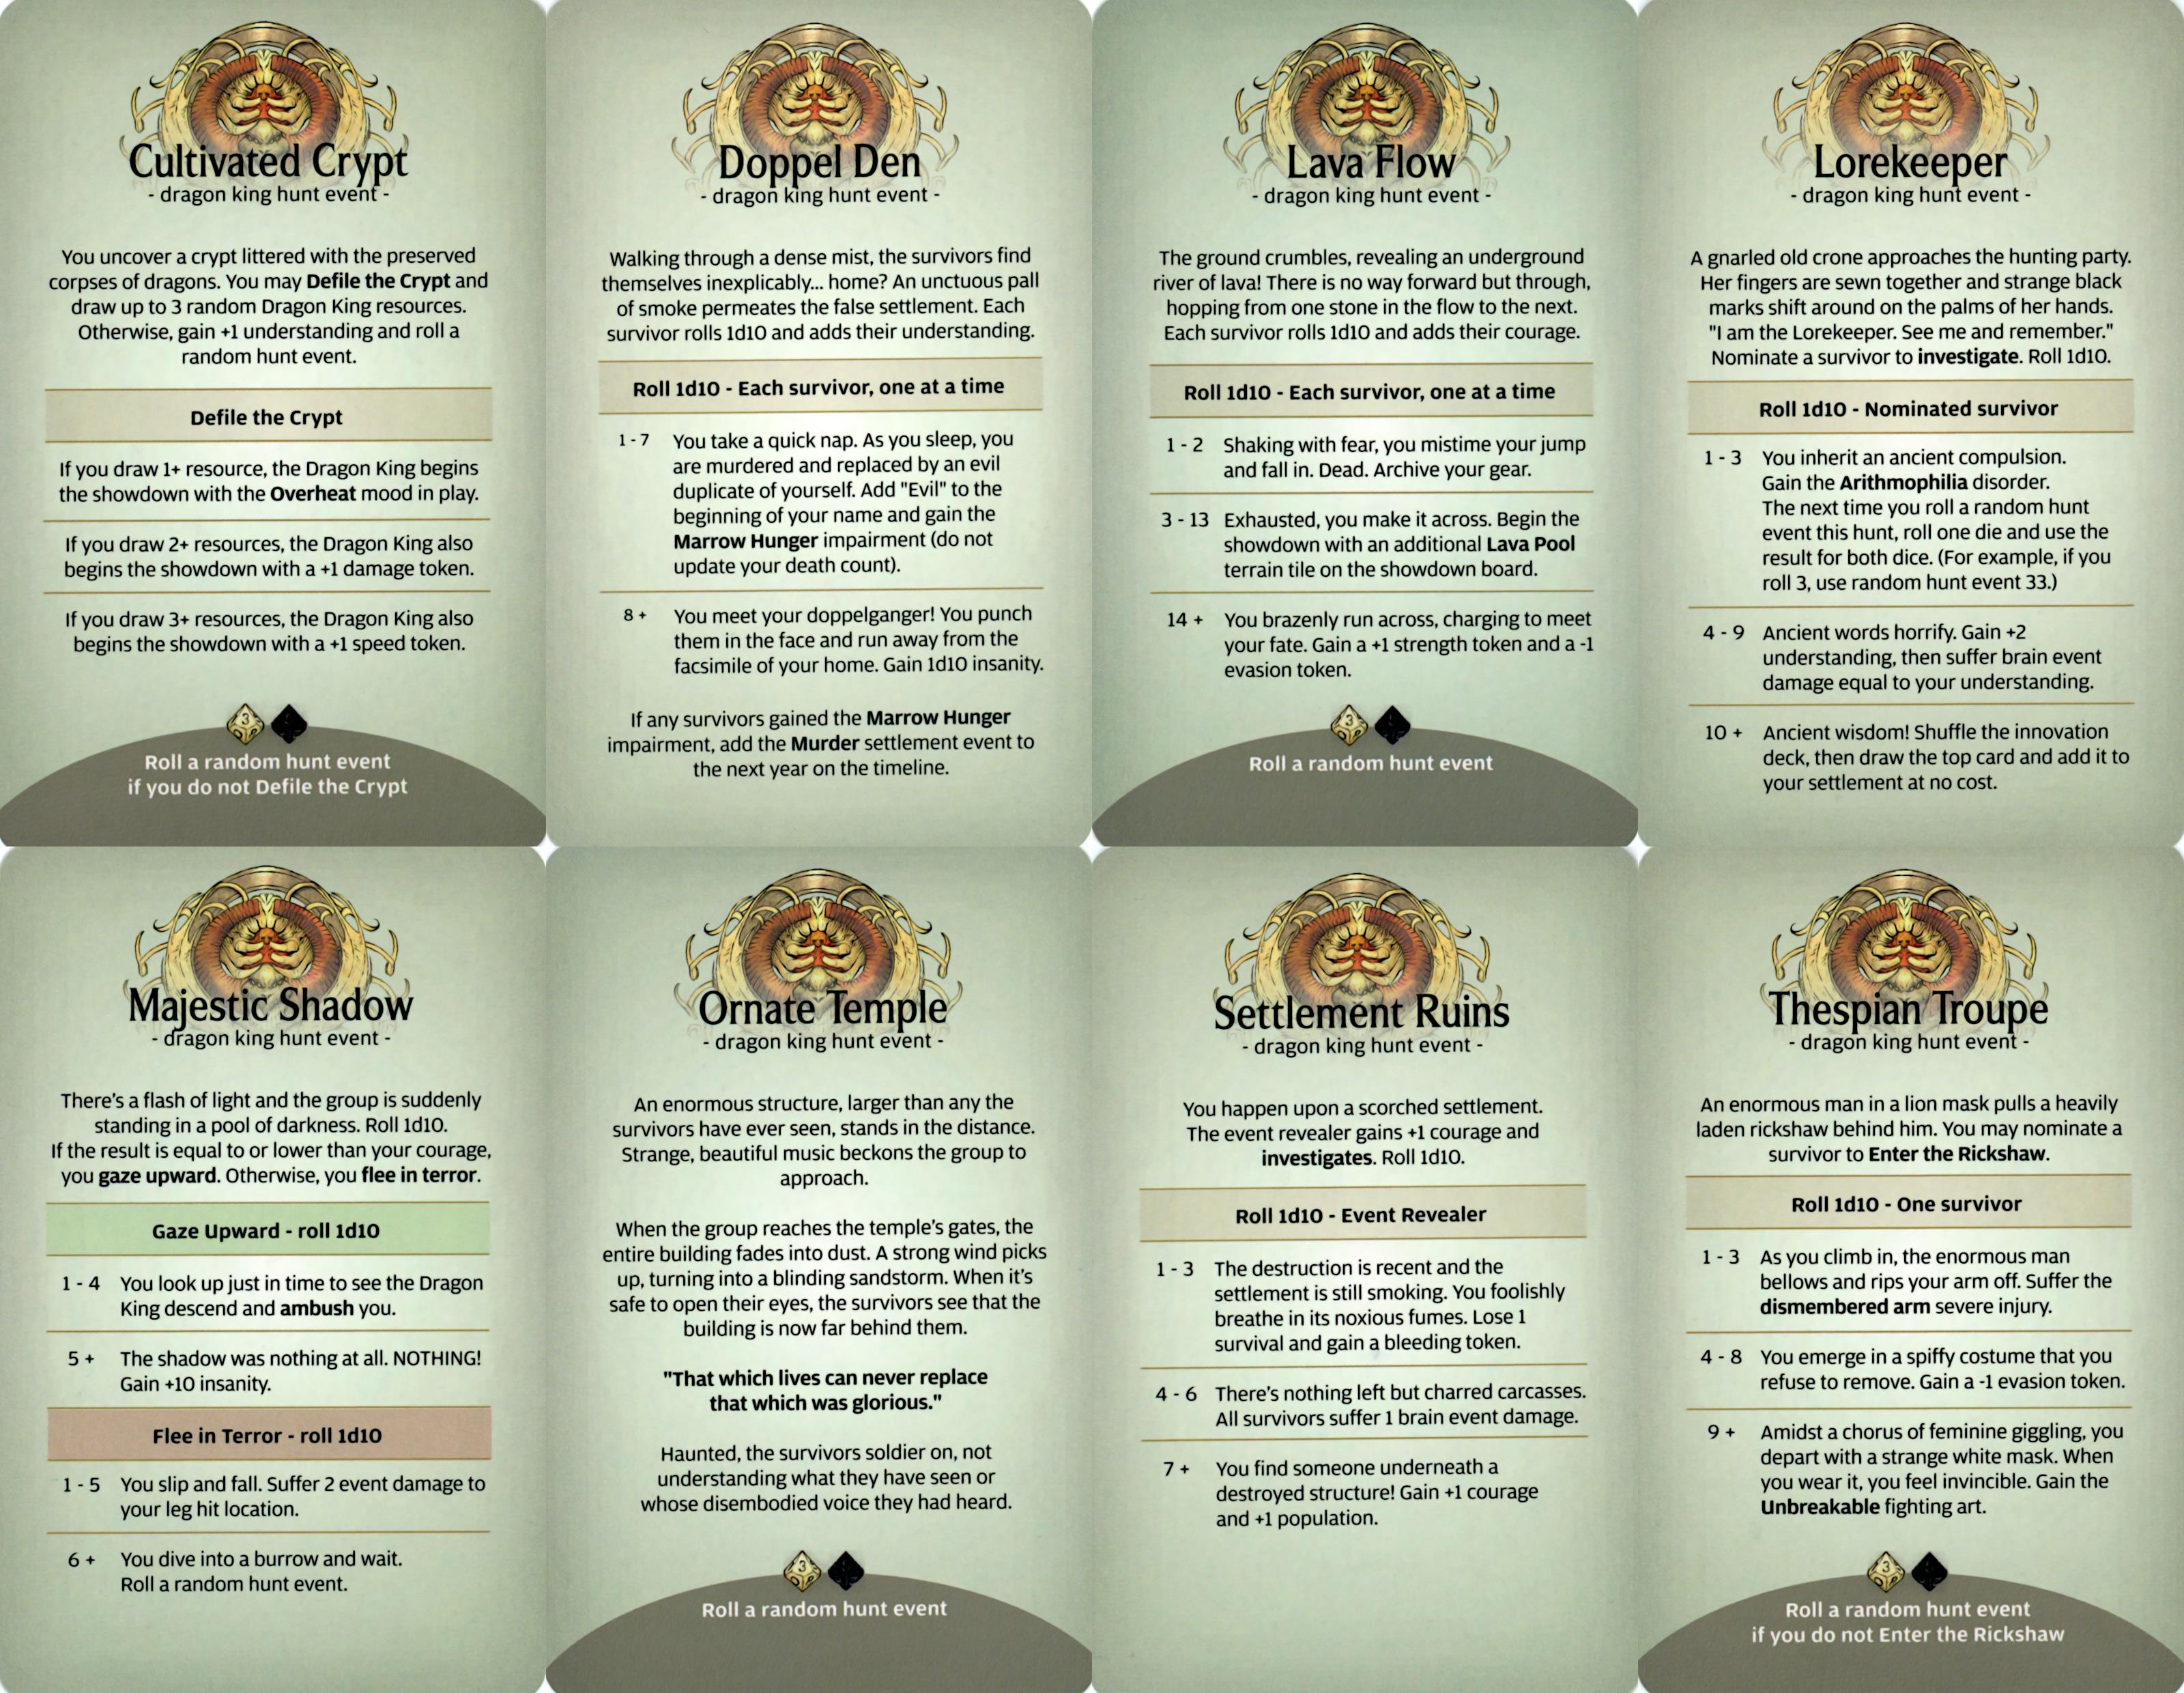 Cultivated Crypt
- dragon king hunt event -
You uncover a crypt littered with the preserved
corpses of dragons. You may Defile the Crypt and
draw up to 3 random Dragon King resources.
Otherwise, gain +1 understanding and roll a
random hunt event.
Defile the Crypt
If you draw 1+ resource, the Dragon King begins
the showdown with the Overheat mood in play.
If you draw 2+ resources, the Dragon King also
begins the showdown with a +1 damage token.
If you draw 3+ resources, the Dragon King also
begins the showdown with a +1 speed token.
3
Roll a random hunt event
if you do not Defile the Crypt
Doppel Den
- dragon king hunt event -
Walking through a dense mist, the survivors find
themselves inexplicably... home? An unctuous pall
of smoke permeates the false settlement. Each
survivor rolls 1d10 and adds their understanding.
Roll 1d10 - Each survivor, one at a time
1 - 7 You take a quick nap. As you sleep, you
are murdered and replaced by an evil
duplicate of yourself. Add "Evil" to the
beginning of your name and gain the
Marrow Hunger impairment (do not
update your death count).
8 + You meet your doppelganger! You punch
them in the face and run away from the
facsimile of your home. Gain 1d10 insanity.
If any survivors gained the Marrow Hunger
impairment, add the Murder settlement event to
the next year on the timeline.
Lava Flow
- dragon king hunt event -
The ground crumbles, revealing an underground
river of lava! There is no way forward but through,
hopping from one stone in the flow to the next.
Each survivor rolls 1d10 and adds their courage.
Roll 1d10 - Each survivor, one at a time
1 - 2 Shaking with fear, you mistime your jump
and fall in. Dead. Archive your gear.
3 - 13 Exhausted, you make it across. Begin the
showdown with an additional Lava Pool
terrain tile on the showdown board.
14 + You brazenly run across, charging to meet
your fate. Gain a +1 strength token and a -1
evasion token.
3
Roll a random hunt event
Lorekeeper
- dragon king hunt event -
A gnarled old crone approaches the hunting party.
Her fingers are sewn together and strange black
marks shift around on the palms of her hands.
"I am the Lorekeeper. See me and remember."
Nominate a survivor to investigate. Roll 1d10.
Roll 1d10 - Nominated survivor
1 - 3 You inherit an ancient compulsion.
Gain the Arithmophilia disorder.
The next time you roll a random hunt
event this hunt, roll one die and use the
result for both dice. (For example, if you
roll 3, use random hunt event 33.)
4 - 9 Ancient words horrify. Gain +2
understanding, then suffer brain event
damage equal to your understanding.
10 + Ancient wisdom! Shuffle the innovation
deck, then draw the top card and add it to
your settlement at no cost.
Majestic Shadow
- dragon king hunt event -
There's a flash of light and the group is suddenly
standing in a pool of darkness. Roll 1d10.
If the result is equal to or lower than your courage,
you gaze upward. Otherwise, you flee in terror.
Gaze Upward - roll 1d10
1 - 4 You look up just in time to see the Dragon
King descend and ambush you.
5 + The shadow was nothing at all. NOTHING!
Gain +10 insanity.
Flee in Terror - roll 1d10
1 - 5 You slip and fall. Suffer 2 event damage to
your leg hit location.
6 + You dive into a burrow and wait.
Roll a random hunt event.
Ornate Temple
- dragon king hunt event -
An enormous structure, larger than any the
survivors have ever seen, stands in the distance.
Strange, beautiful music beckons the group to
approach.
When the group reaches the temple's gates, the
entire building fades into dust. A strong wind picks
up, turning into a blinding sandstorm. When it's
safe to open their eyes, the survivors see that the
building is now far behind them.
"That which lives can never replace
that which was glorious."
Haunted, the survivors soldier on, not
understanding what they have seen or
whose disembodied voice they had heard.
3
Roll a random hunt event
Settlement Ruins
- dragon king hunt event -
You happen upon a scorched settlement.
The event revealer gains +1 courage and
investigates. Roll 1d10.
Roll 1d10 - Event Revealer
1 - 3 The destruction is recent and the
settlement is still smoking. You foolishly
breathe in its noxious fumes. Lose 1
survival and gain a bleeding token.
4 - 6 There's nothing left but charred carcasses.
All survivors suffer 1 brain event damage.
7 + You find someone underneath a
destroyed structure! Gain +1 courage
and +1 population.
Thespian Troupe
- dragon king hunt event -
An enormous man in a lion mask pulls a heavily
laden rickshaw behind him. You may nominate a
survivor to Enter the Rickshaw.
Roll 1d10 - One survivor
1 - 3 As you climb in, the enormous man
bellows and rips your arm off. Suffer the
dismembered arm severe injury.
4 - 8 You emerge in a spiffy costume that you
refuse to remove. Gain a -1 evasion token.
9 + Amidst a chorus of feminine giggling, you
depart with a strange white mask. When
you wear it, you feel invincible. Gain the
Unbreakable fighting art.
3
Roll a random hunt event
if you do not Enter the Rickshaw